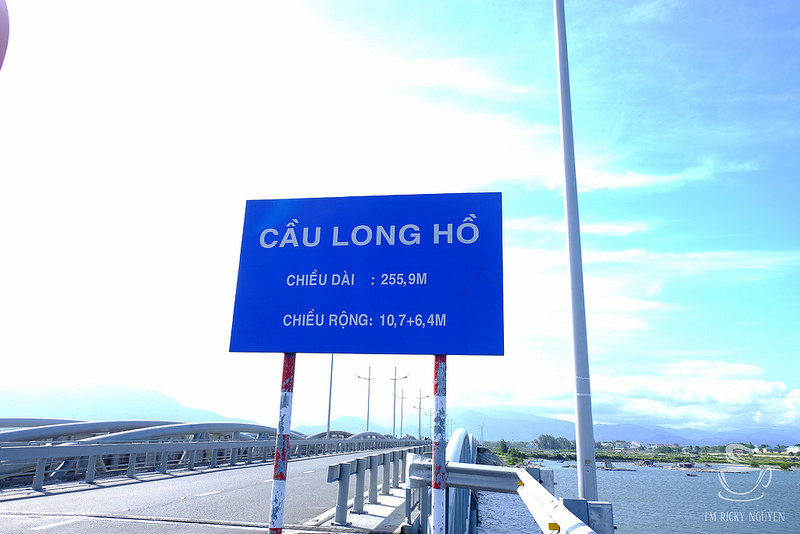 CẦU LONG HỒ
CHIỀU DÀI : 255,9M
CHIỀU RỘNG: 10,7+6,4M
I'M RICKY NGUYEN